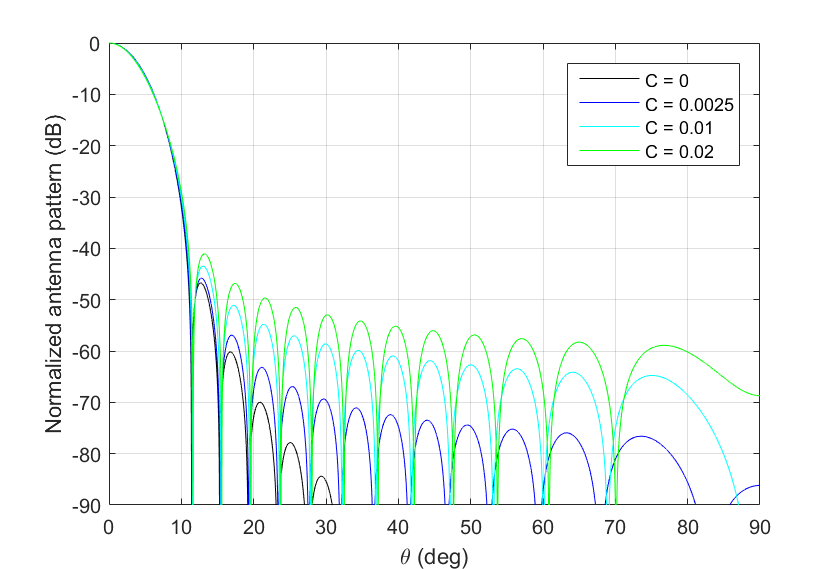 Normalized antenna pattern (dB)
0
-10
-20
-30
-40
-50
-60
-70
-80
-90
C = 0
C = 0.0025
C = 0.01
C = 0.02
0 10 20 30 40 50 60 70 80 90
θ (deg)